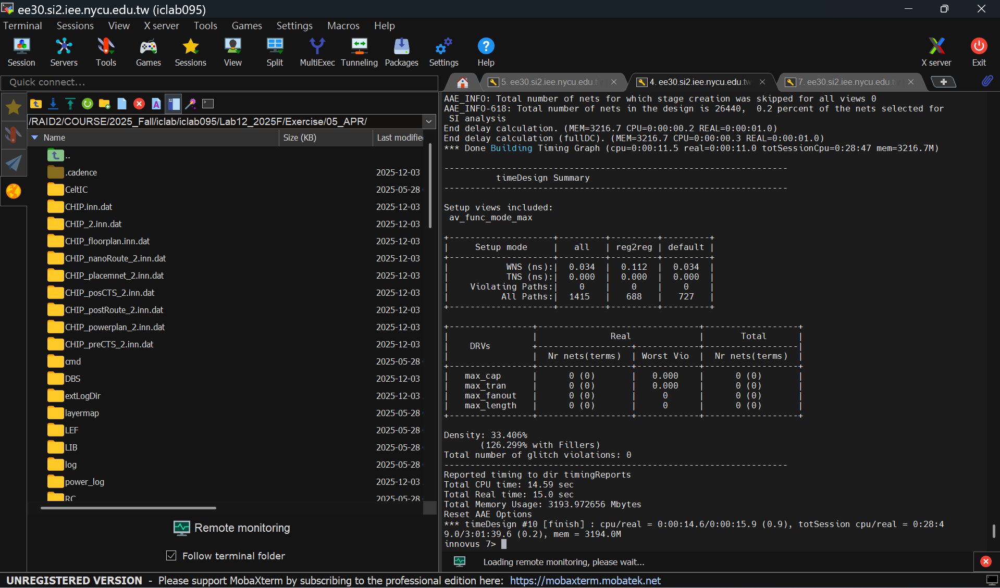 ee30.si2.iee.nycu.edu.tw (iclab095)
Terminal Sessions View X server Tools Games Settings Macros Help
Session Servers Tools Games Sessions View Split MultiExec Tunneling Packages Settings Help X server Exit
Quick connect...
5. ee30.si2.iee.nycu.edu.t
4. ee30.si2.iee.nycu.edu.tw
7. ee30.si2.iee.nycu.edu.t
/RAID2/COURSE/2025_Fall/iclab/iclab095/Lab12_2025F/Exercise/05_APR/
Name Size (KB) Last modifie
..
.cadence 2025-12-03
CeltIC 2025-05-28
CHIP.inn.dat 2025-12-03
CHIP_2.inn.dat 2025-12-03
CHIP_floorplan.inn.dat 2025-12-03
CHIP_nanoRoute_2.inn.dat 2025-12-03
CHIP_placemnet_2.inn.dat 2025-12-03
CHIP_posCTS_2.inn.dat 2025-12-03
CHIP_postRoute_2.inn.dat 2025-12-03
CHIP_powerplan_2.inn.dat 2025-12-03
CHIP_preCTS_2.inn.dat 2025-12-03
cmd 2025-05-28
DBS 2025-12-03
extLogDir 2025-12-03
layermap 2025-05-28
LEF 2025-05-28
LIB 2025-05-28
log 2025-05-28
power_log 2025-12-03
RC 2025-05-28
Remote monitoring
Follow terminal folder
AAE_INFO: Total number of nets for which stage creation was skipped for all views 0
AAE_INFO-618: Total number of nets in the design is 26440,  0.2 percent of the nets selected for
 SI analysis
End delay calculation. (MEM=3216.7 CPU=0:00:00.2 REAL=0:00:01.0)
End delay calculation (fullDC). (MEM=3216.7 CPU=0:00:00.3 REAL=0:00:01.0)
*** Done Building Timing Graph (cpu=0:00:11.5 real=0:00:11.0 totSessionCpu=0:28:47 mem=3216.7M)
------------------------------------------------------------------
          timeDesign Summary
------------------------------------------------------------------
Setup views included:
 av_func_mode_max
+--------------------+---------+---------+---------+
|     Setup mode     |   all   | reg2reg | default |
+--------------------+---------+---------+---------+
|           WNS (ns):|  0.034  |  0.112  |  0.034  |
|           TNS (ns):|  0.000  |  0.000  |  0.000  |
|    Violating Paths:|    0    |    0    |    0    |
|          All Paths:|  1415   |   688   |   727   |
+--------------------+---------+---------+---------+
+----------------+-------------------------------+------------------+
|                |              Real             |       Total      |
|    DRVs        +------------------+------------+------------------|
|                |  Nr nets(terms)  | Worst Vio  |  Nr nets(terms)  |
+----------------+------------------+------------+------------------+
|   max_cap      |      0 (0)       |   0.000    |      0 (0)       |
|   max_tran     |      0 (0)       |   0.000    |      0 (0)       |
|   max_fanout   |      0 (0)       |     0      |      0 (0)       |
|   max_length   |      0 (0)       |     0      |      0 (0)       |
+----------------+------------------+------------+------------------+
Density: 33.406%
       (126.299% with Fillers)
Total number of glitch violations: 0
------------------------------------------------------------------
Reported timing to dir timingReports
Total CPU time: 14.59 sec
Total Real time: 15.0 sec
Total Memory Usage: 3193.972656 Mbytes
Reset AAE Options
*** timeDesign #10 [finish] : cpu/real = 0:00:14.6/0:00:15.9 (0.9), totSession cpu/real = 0:28:4
9.0/3:01:39.6 (0.2), mem = 3194.0M
innovus 7>
Loading remote monitoring, please wait...
UNREGISTERED VERSION - Please support MobaXterm by subscribing to the professional edition here: https://mobaxterm.mobatek.net